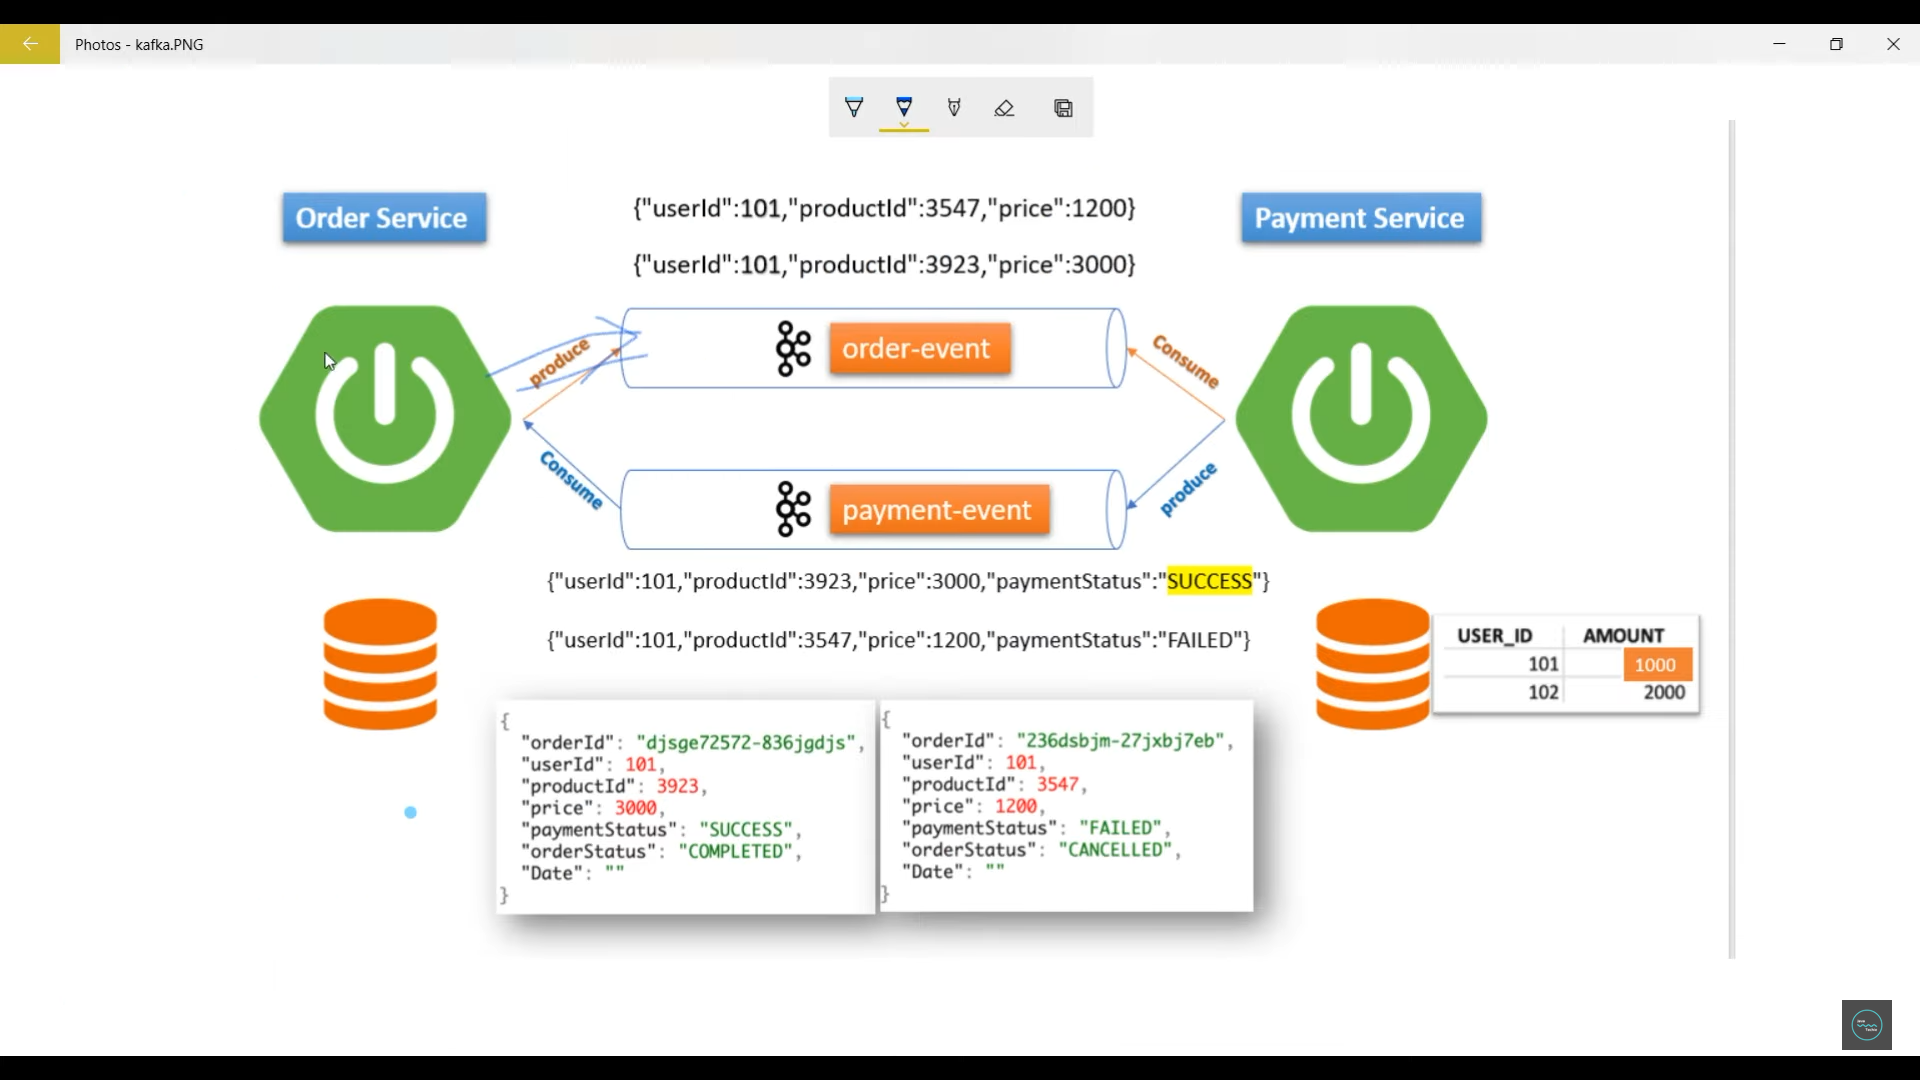 Photos - kafka.PNG
Order Service
{"userId":101,"productId":3547,"price":1200}
Payment Service
{"userId":101,"productId":3923,"price":3000}
produce
order-event
Consume
Consume
payment-event
produce
{"userId":101,"productId":3923,"price":3000,"paymentStatus":"SUCCESS"}
{"userId":101,"productId":3547,"price":1200,"paymentStatus":"FAILED"}
USER_ID AMOUNT
101 1000
102 2000
{
"orderId": "djsge72572-836jgdjs",
"userId": 101,
"productId": 3923,
"price": 3000,
"paymentStatus": "SUCCESS",
"orderStatus": "COMPLETED",
"Date": ""
}
{
"orderId": "236dsbjm-27jxbj7eb",
"userId": 101,
"productId": 3547,
"price": 1200,
"paymentStatus": "FAILED",
"orderStatus": "CANCELLED",
"Date": ""
}